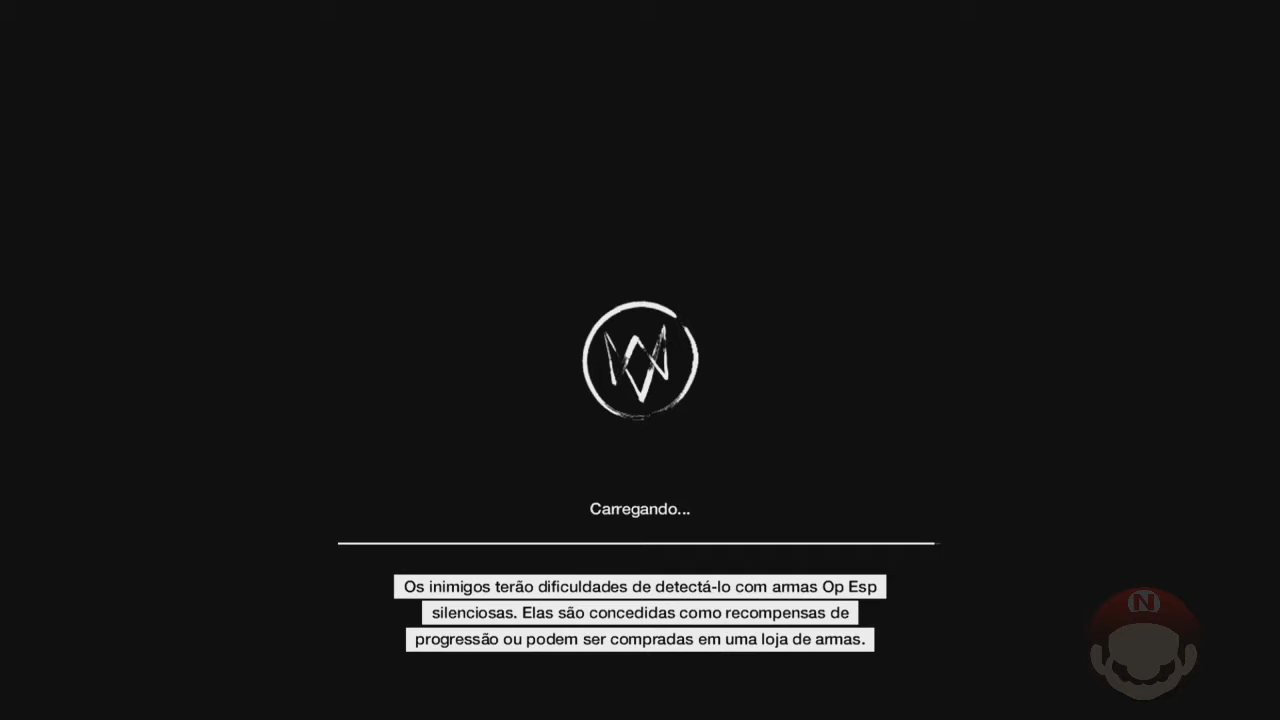 Carregando...
Os inimigos terão dificuldades de detectá-lo com armas Op Esp
silenciosas. Elas são concedidas como recompensas de
progressão ou podem ser compradas em uma loja de armas.
N